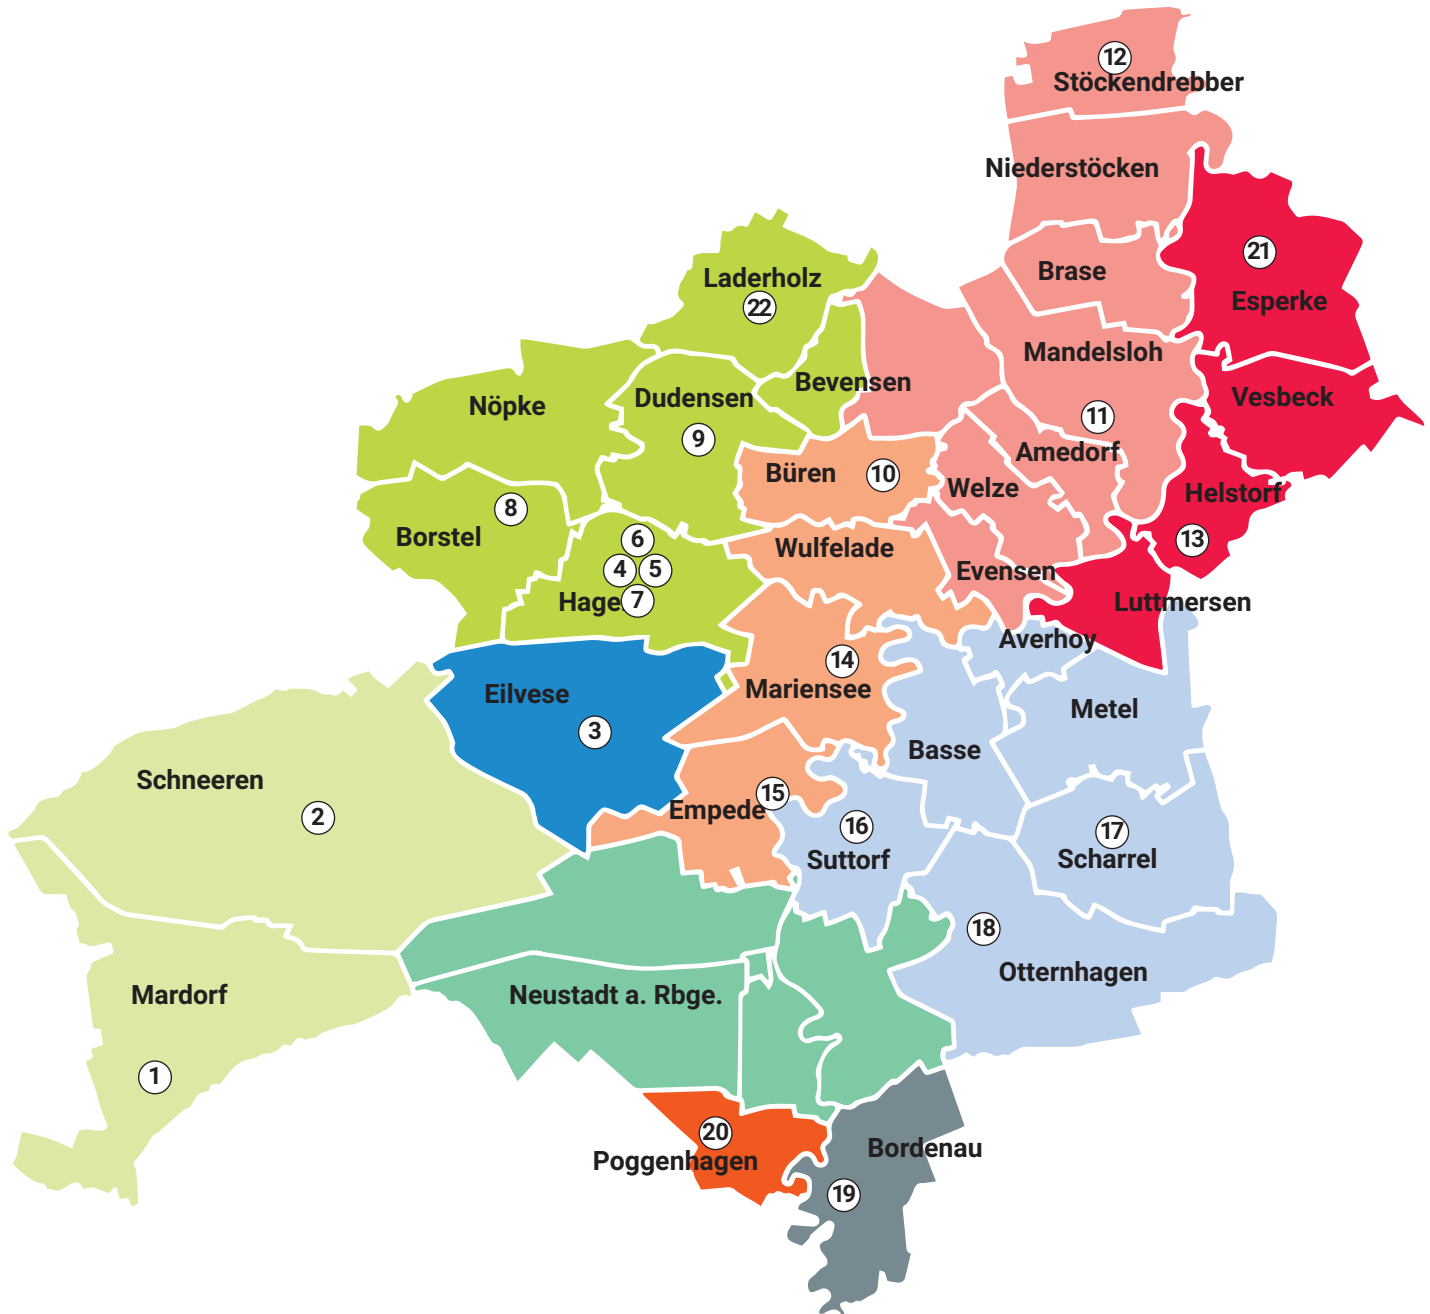 12
Stöckendrebber
Niederstöcken
21
Brase
Laderholz
Esperke
22
Mandelsloh
Bevensen
Dudensen
Vesbeck
Nöpke
11
9
Amedorf
Büren 10
Welze
Helstorf
8
Borstel
6
13
Wulfelade
4 5
Evensen
Hage 7
Luttmersen
Averhoy
14
Mariensee
Eilvese
Metel
3
Basse
Schneeren
15
Empede
2
16
17
Suttorf
Scharrel
18
Otternhagen
Mardorf
Neustadt a. Rbge.
1
20
Bordenau
Poggenhagen
19